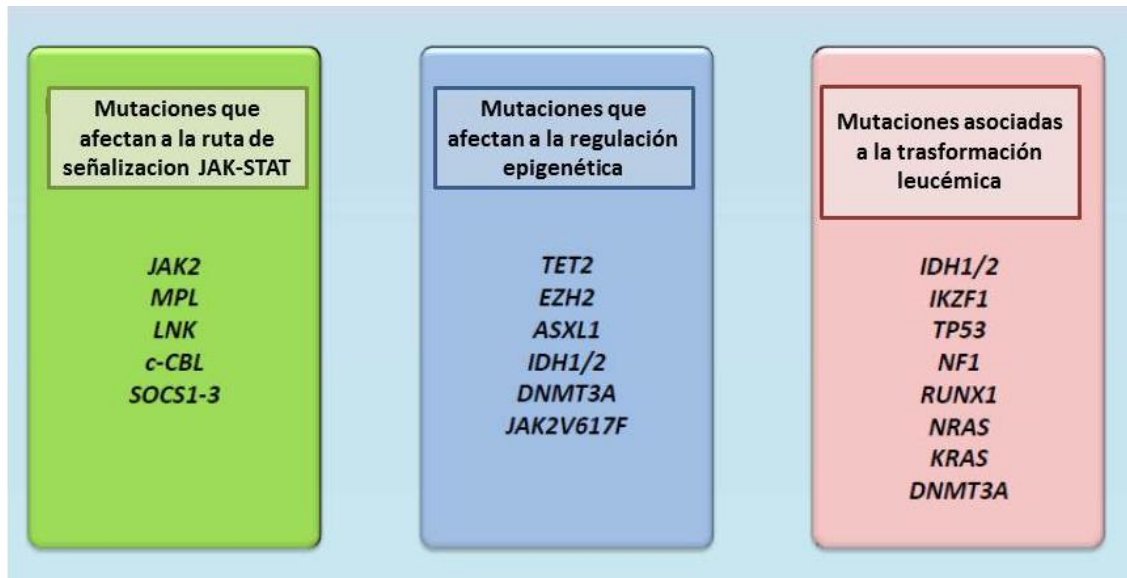 Mutaciones que
afectan a la ruta de
señalizacion JAK-STAT
JAK2
MPL
LNK
c-CBL
SOCS1-3
Mutaciones que
afectan a la regulación
epigenética
TET2
EZH2
ASXL1
IDH1/2
DNMT3A
JAK2V617F
Mutaciones asociadas
a la trasformación
leucémica
IDH1/2
IKZF1
TP53
NF1
RUNX1
NRAS
KRAS
DNMT3A